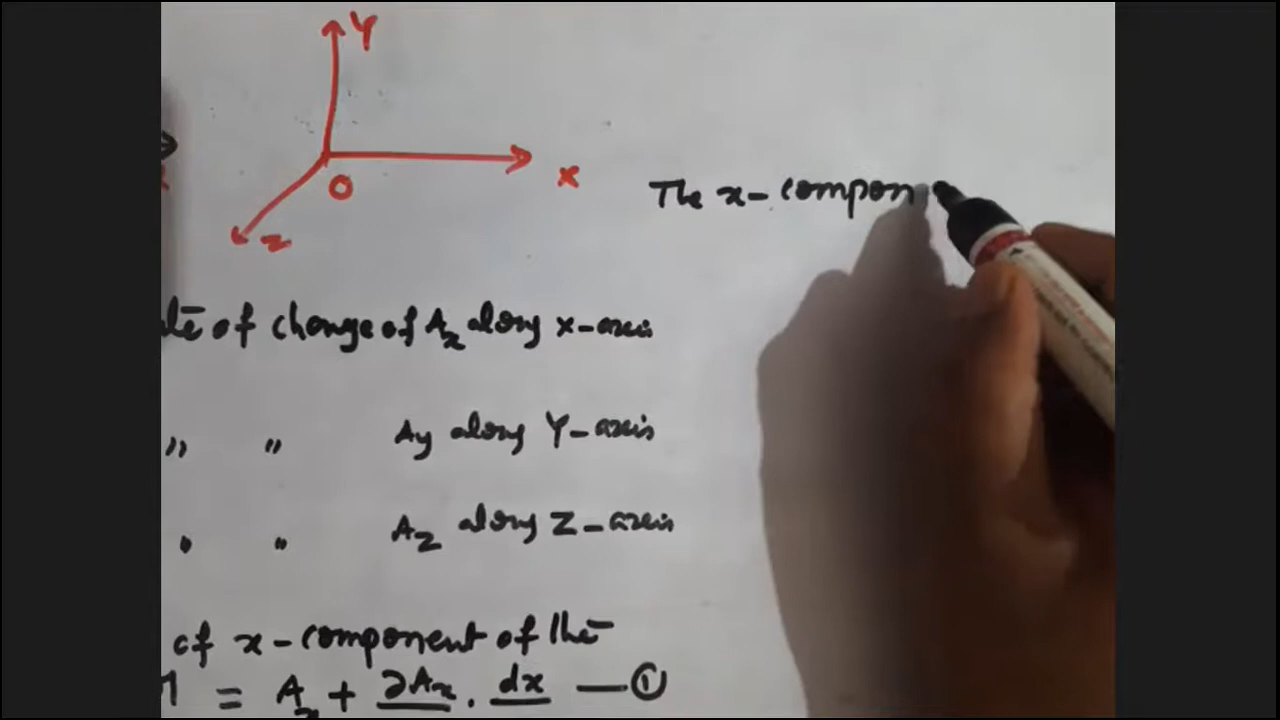 Y
O
X
Z
The x- compon
of change of Ax along x-axis
" " Ay along Y-axis
" " Az along Z-axis
of x-component of the
= Ax + ∂Ax . dx — ①